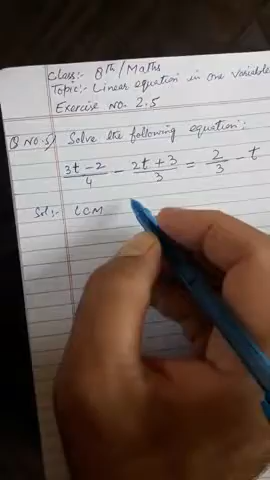 Class:- 8th/Maths
Topic:- Linear equation in one variable
Exercise NO. 2.5
Q NO:-5) Solve the following equation:
3t-2/4 - 2t+3/3 = 2/3 - t
Sol:- LCM